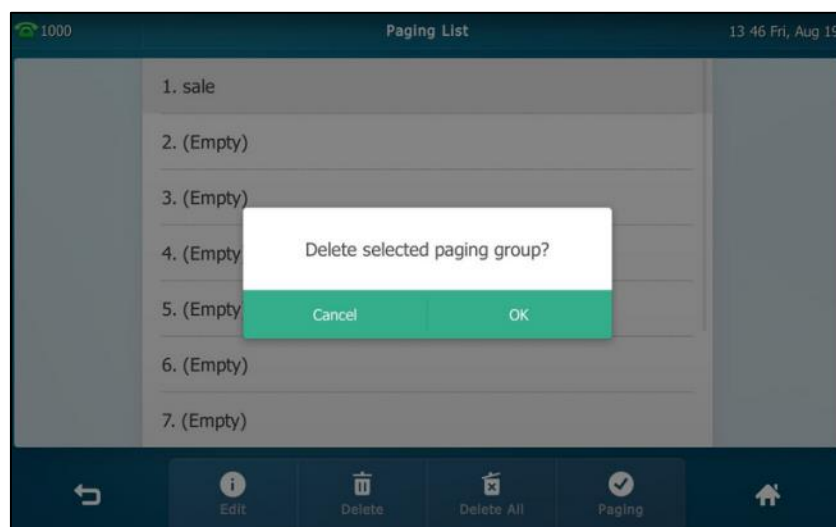 1000 Paging List 13 46 Fri, Aug 19
1. sale
2. (Empty)
3. (Empty)
4. (Empty
5. (Empty
6. (Empty)
7. (Empty)
Delete selected paging group?
Cancel OK
Edit Delete Delete All Paging